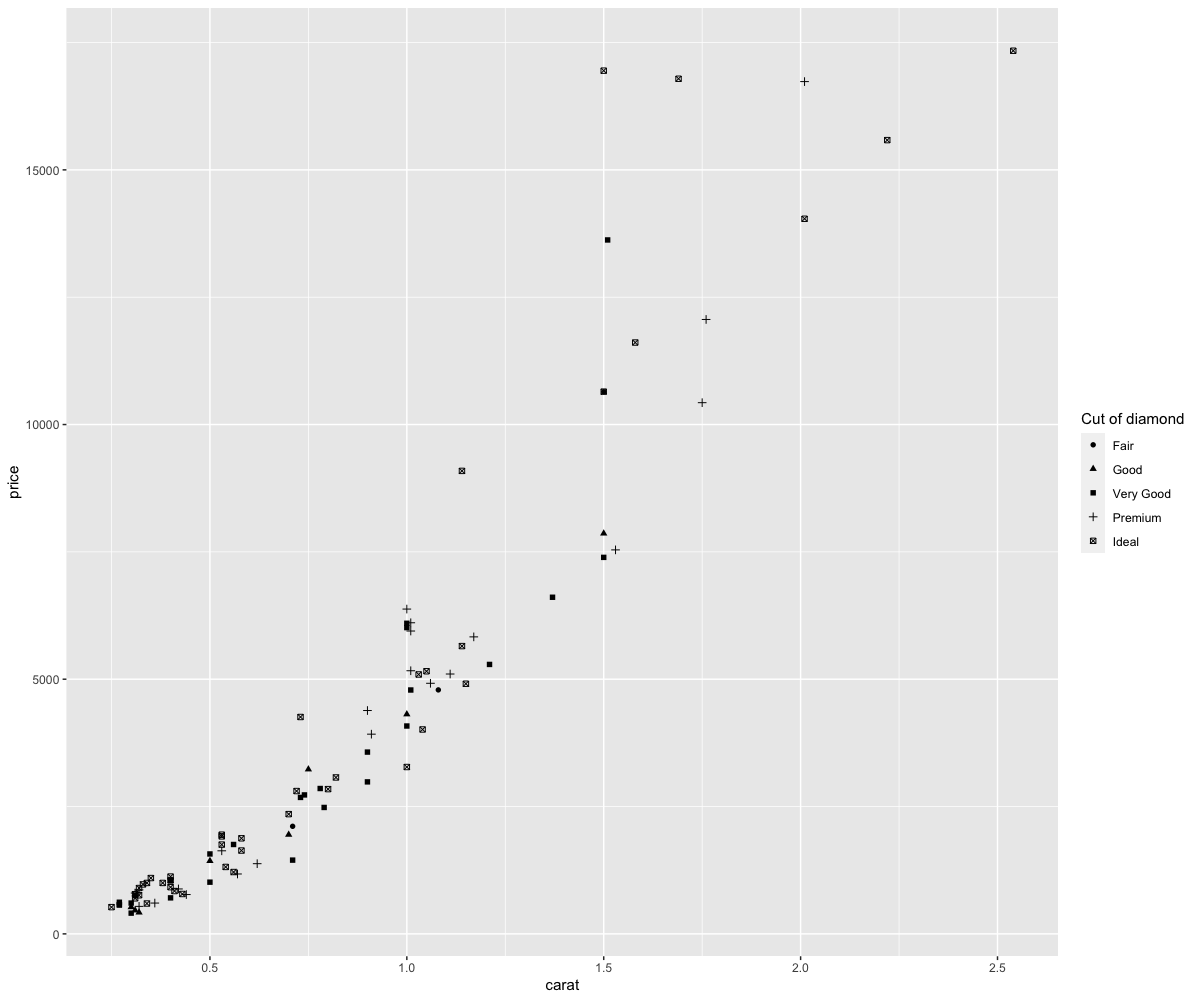 15000
10000
5000
0
price
0.5 1.0 1.5 2.0 2.5
carat
Cut of diamond
Fair
Good
Very Good
Premium
Ideal